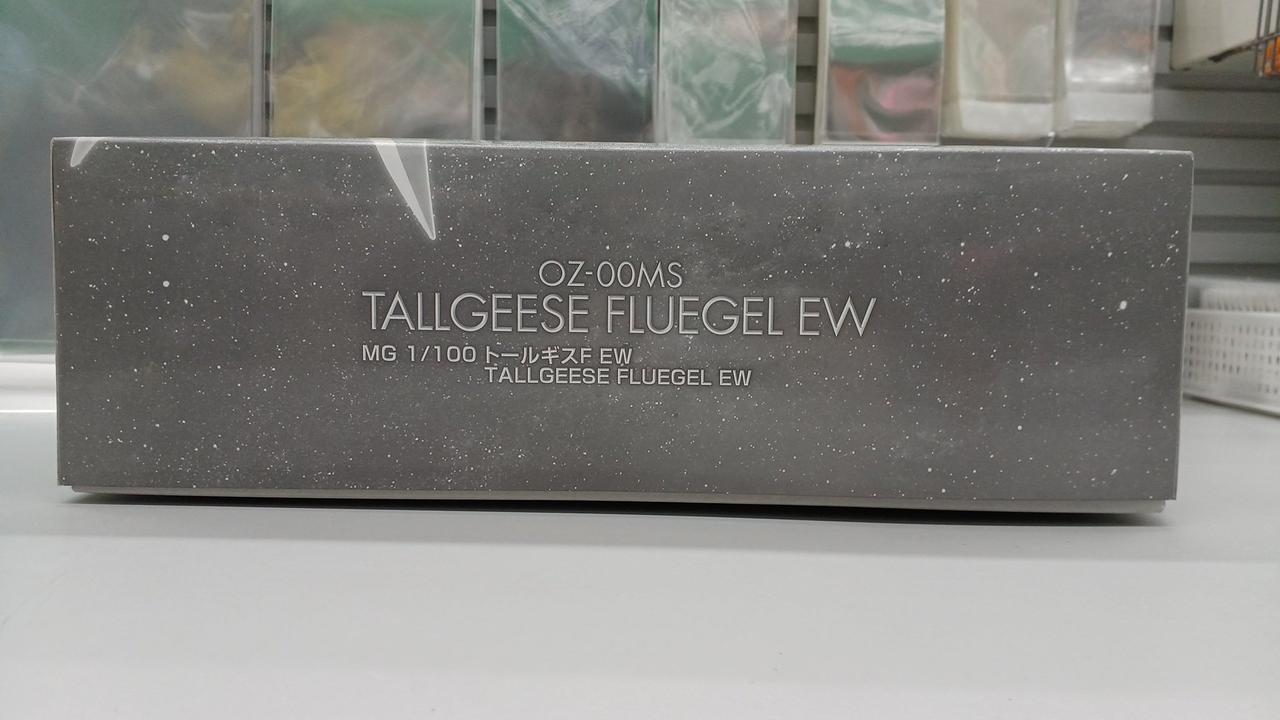 OZ-00MS
TALLGEESE FLUEGEL EW
MG 1/100 トールギスF EW
TALLGEESE FLUEGEL EW